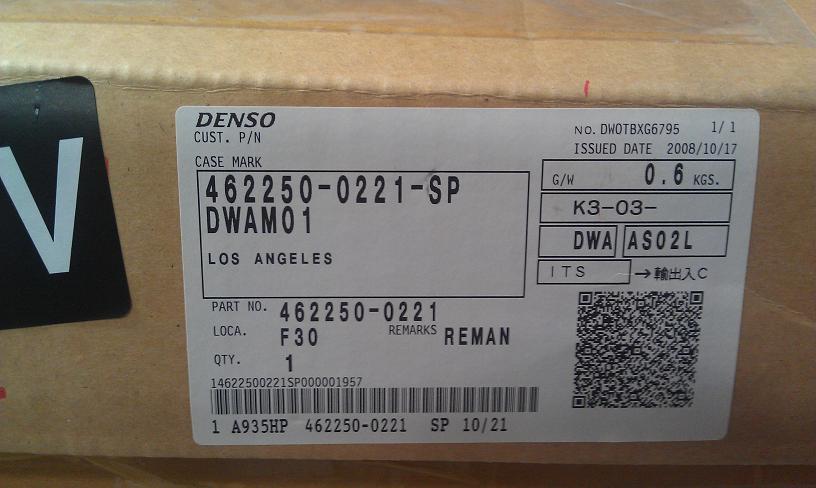 V
DENSO
CUST. P/N
NO. DWOTBXG6795 1/1
ISSUED DATE 2008/10/17
CASE MARK
462250-0221-SP
DWAM01
LOS ANGELES
G/W 0.6 KGS.
K3-03-
DWA AS02L
ITS →輸出入C
PART NO. 462250-0221
LOCA. F30 REMARKS REMAN
QTY. 1
14622500221SP000001957
1 A935HP 462250-0221 SP 10/21